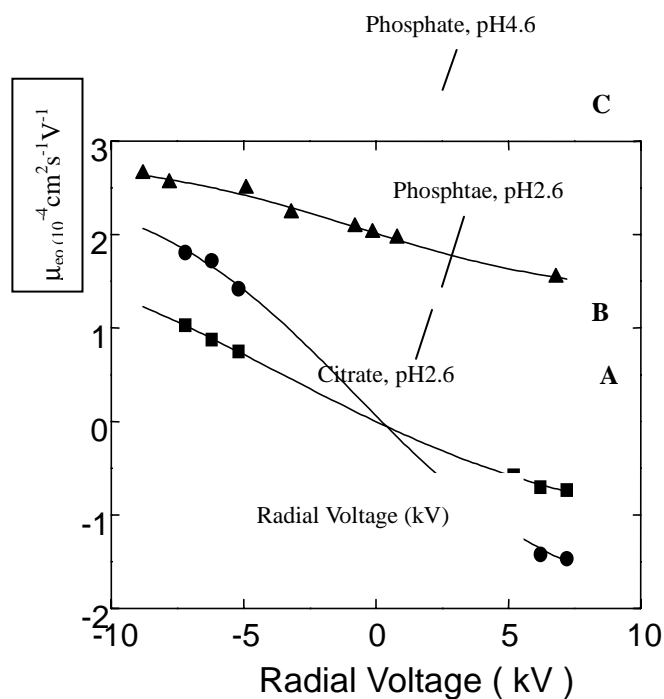 Phosphate, pH4.6
C
μeo (10-4cm2s-1V-1
3
Phosphtae, pH2.6
2
B
1
Citrate, pH2.6
A
0
Radial Voltage (kV)
-1
-2
-10
-5
0
5
10
Radial Voltage ( kV )